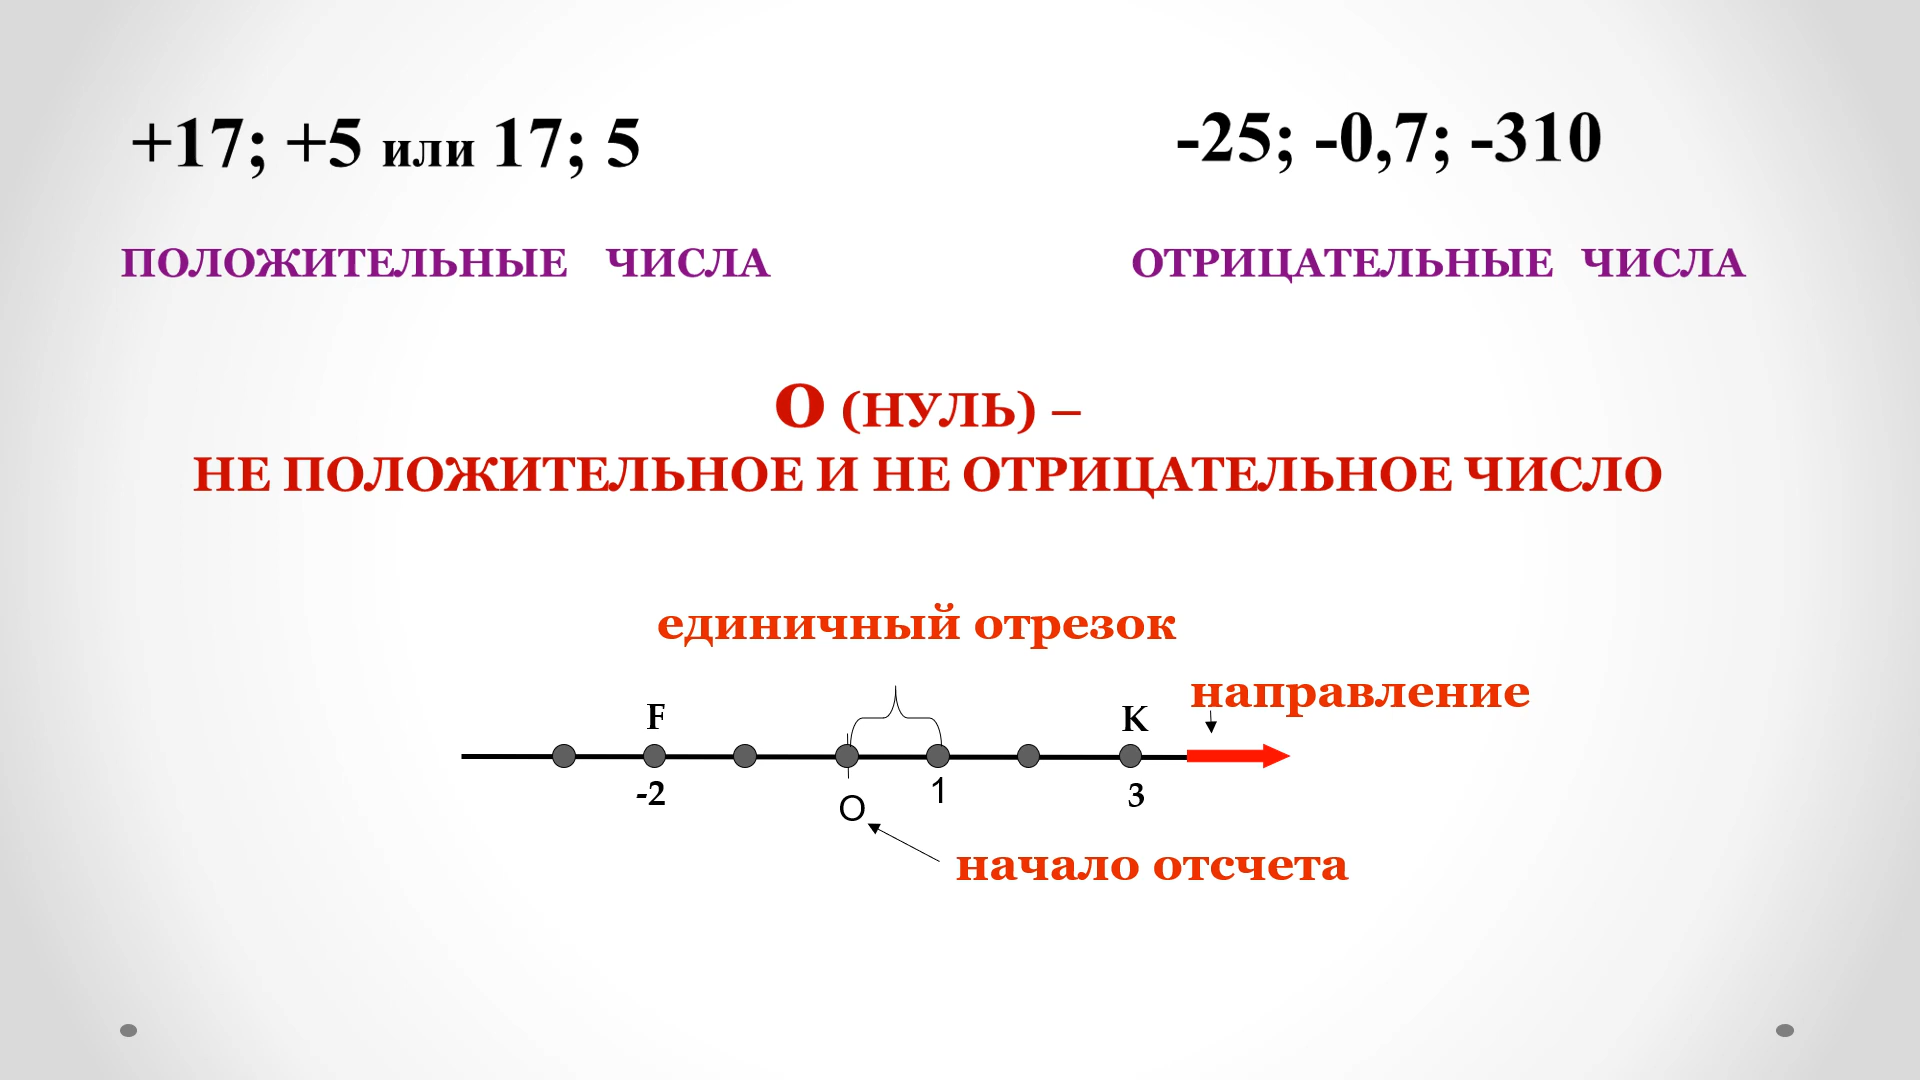 +17; +5 или 17; 5
-25; -0,7; -310
ПОЛОЖИТЕЛЬНЫЕ ЧИСЛА
ОТРИЦАТЕЛЬНЫЕ ЧИСЛА
0 (НУЛЬ) –
НЕ ПОЛОЖИТЕЛЬНОЕ И НЕ ОТРИЦАТЕЛЬНОЕ ЧИСЛО
единичный отрезок
направление
F
K
-2
O
1
3
начало отсчета